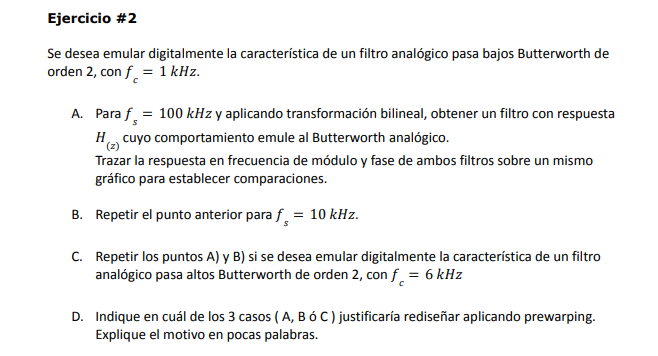 Ejercicio #2
Se desea emular digitalmente la característica de un filtro analógico pasa bajos Butterworth de
orden 2, con f_c = 1 kHz.
A. Para f_s = 100 kHz y aplicando transformación bilineal, obtener un filtro con respuesta
H_(z) cuyo comportamiento emule al Butterworth analógico.
Trazar la respuesta en frecuencia de módulo y fase de ambos filtros sobre un mismo
gráfico para establecer comparaciones.
B. Repetir el punto anterior para f_s = 10 kHz.
C. Repetir los puntos A) y B) si se desea emular digitalmente la característica de un filtro
analógico pasa altos Butterworth de orden 2, con f_c = 6 kHz
D. Indique en cuál de los 3 casos ( A, B ó C ) justificaría rediseñar aplicando prewarping.
Explique el motivo en pocas palabras.